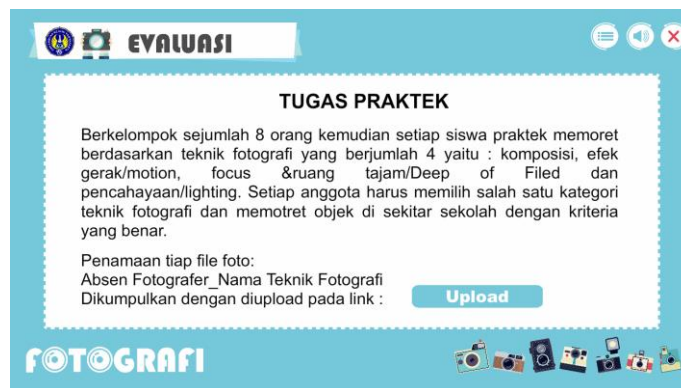 EVALUASI
TUGAS PRAKTEK
Berkelompok sejumlah 8 orang kemudian setiap siswa praktek memoret
berdasarkan teknik fotografi yang berjumlah 4 yaitu : komposisi, efek
gerak/motion, focus &ruang tajam/Deep of Filed dan
pencahayaan/lighting. Setiap anggota harus memilih salah satu kategori
teknik fotografi dan memotret objek di sekitar sekolah dengan kriteria
yang benar.
Penamaan tiap file foto:
Absen Fotografer_Nama Teknik Fotografi
Dikumpulkan dengan diupload pada link :
Upload
FOTOGRAFI